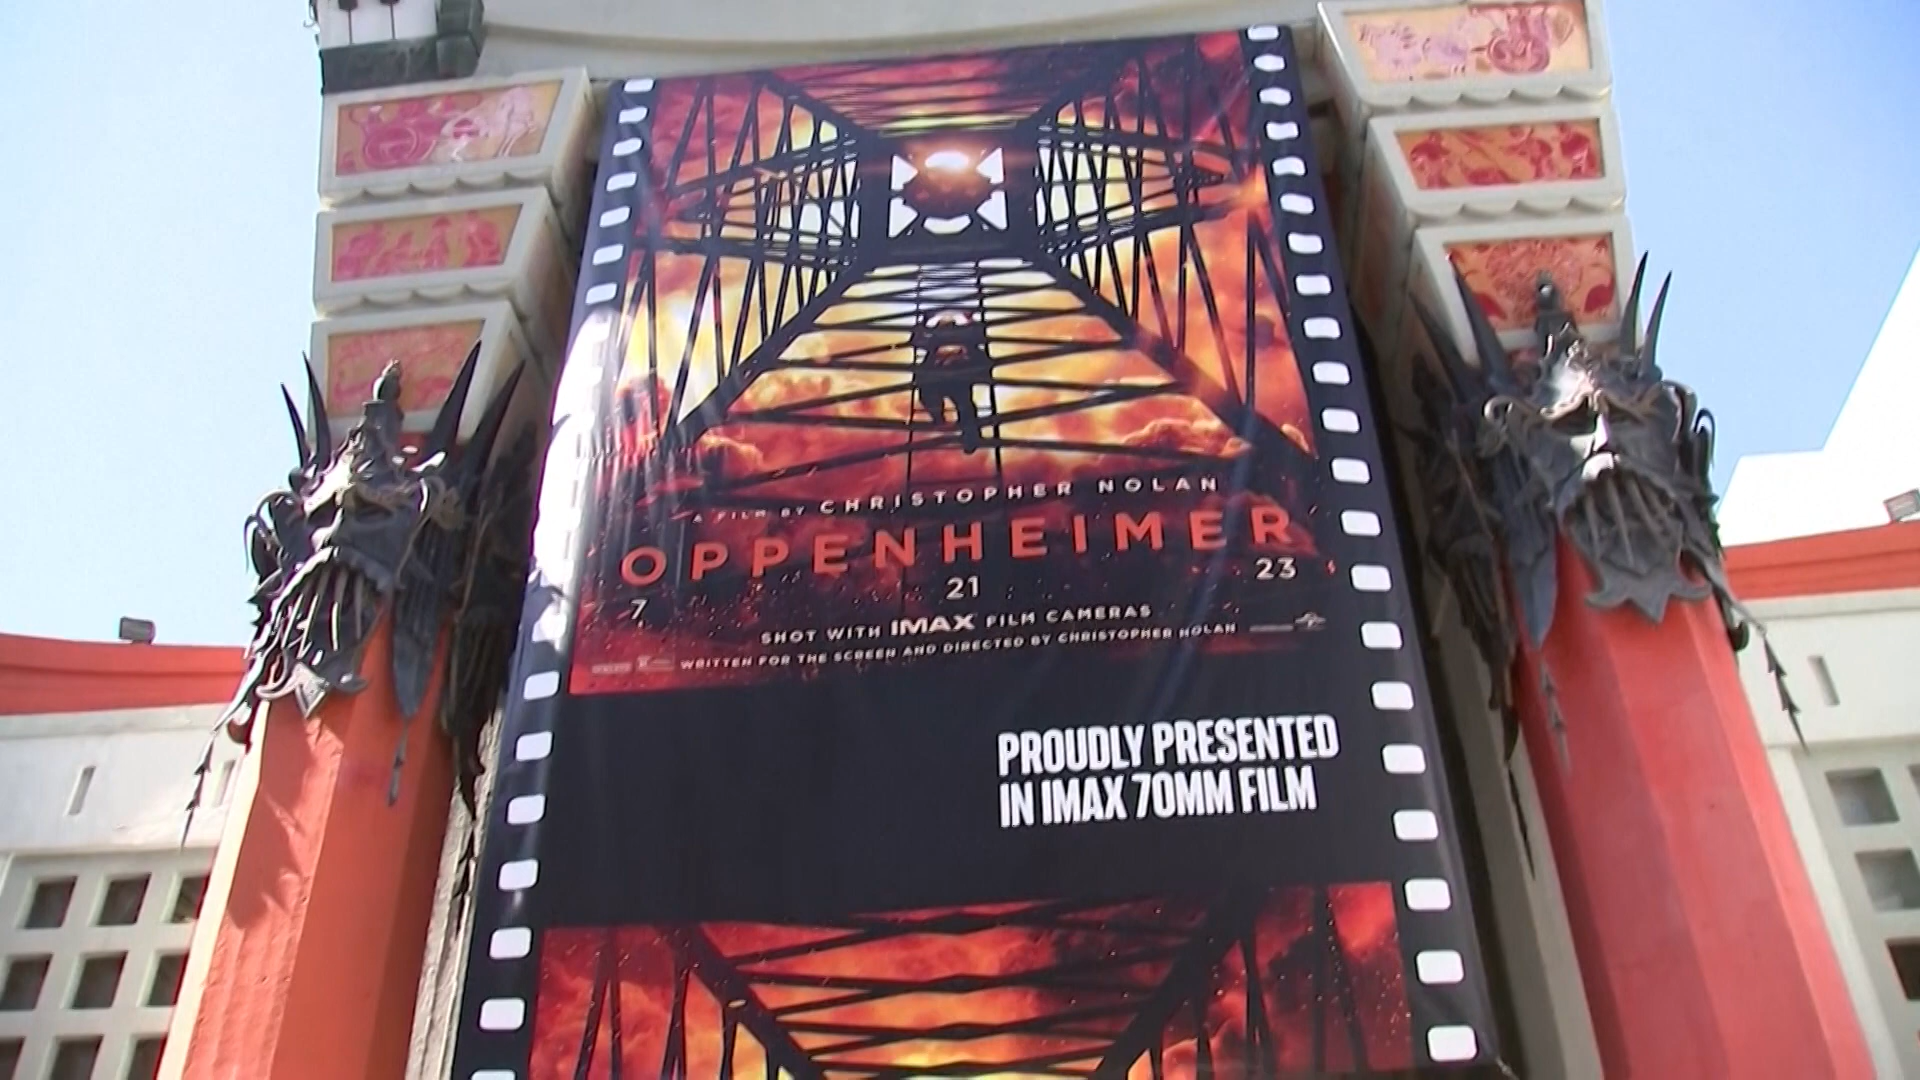 A FILM BY CHRISTOPHER NOLAN
OPPENHEIMER
7 21 23
SHOT WITH IMAX FILM CAMERAS
WRITTEN FOR THE SCREEN AND DIRECTED BY CHRISTOPHER NOLAN
PROUDLY PRESENTED
IN IMAX 70MM FILM